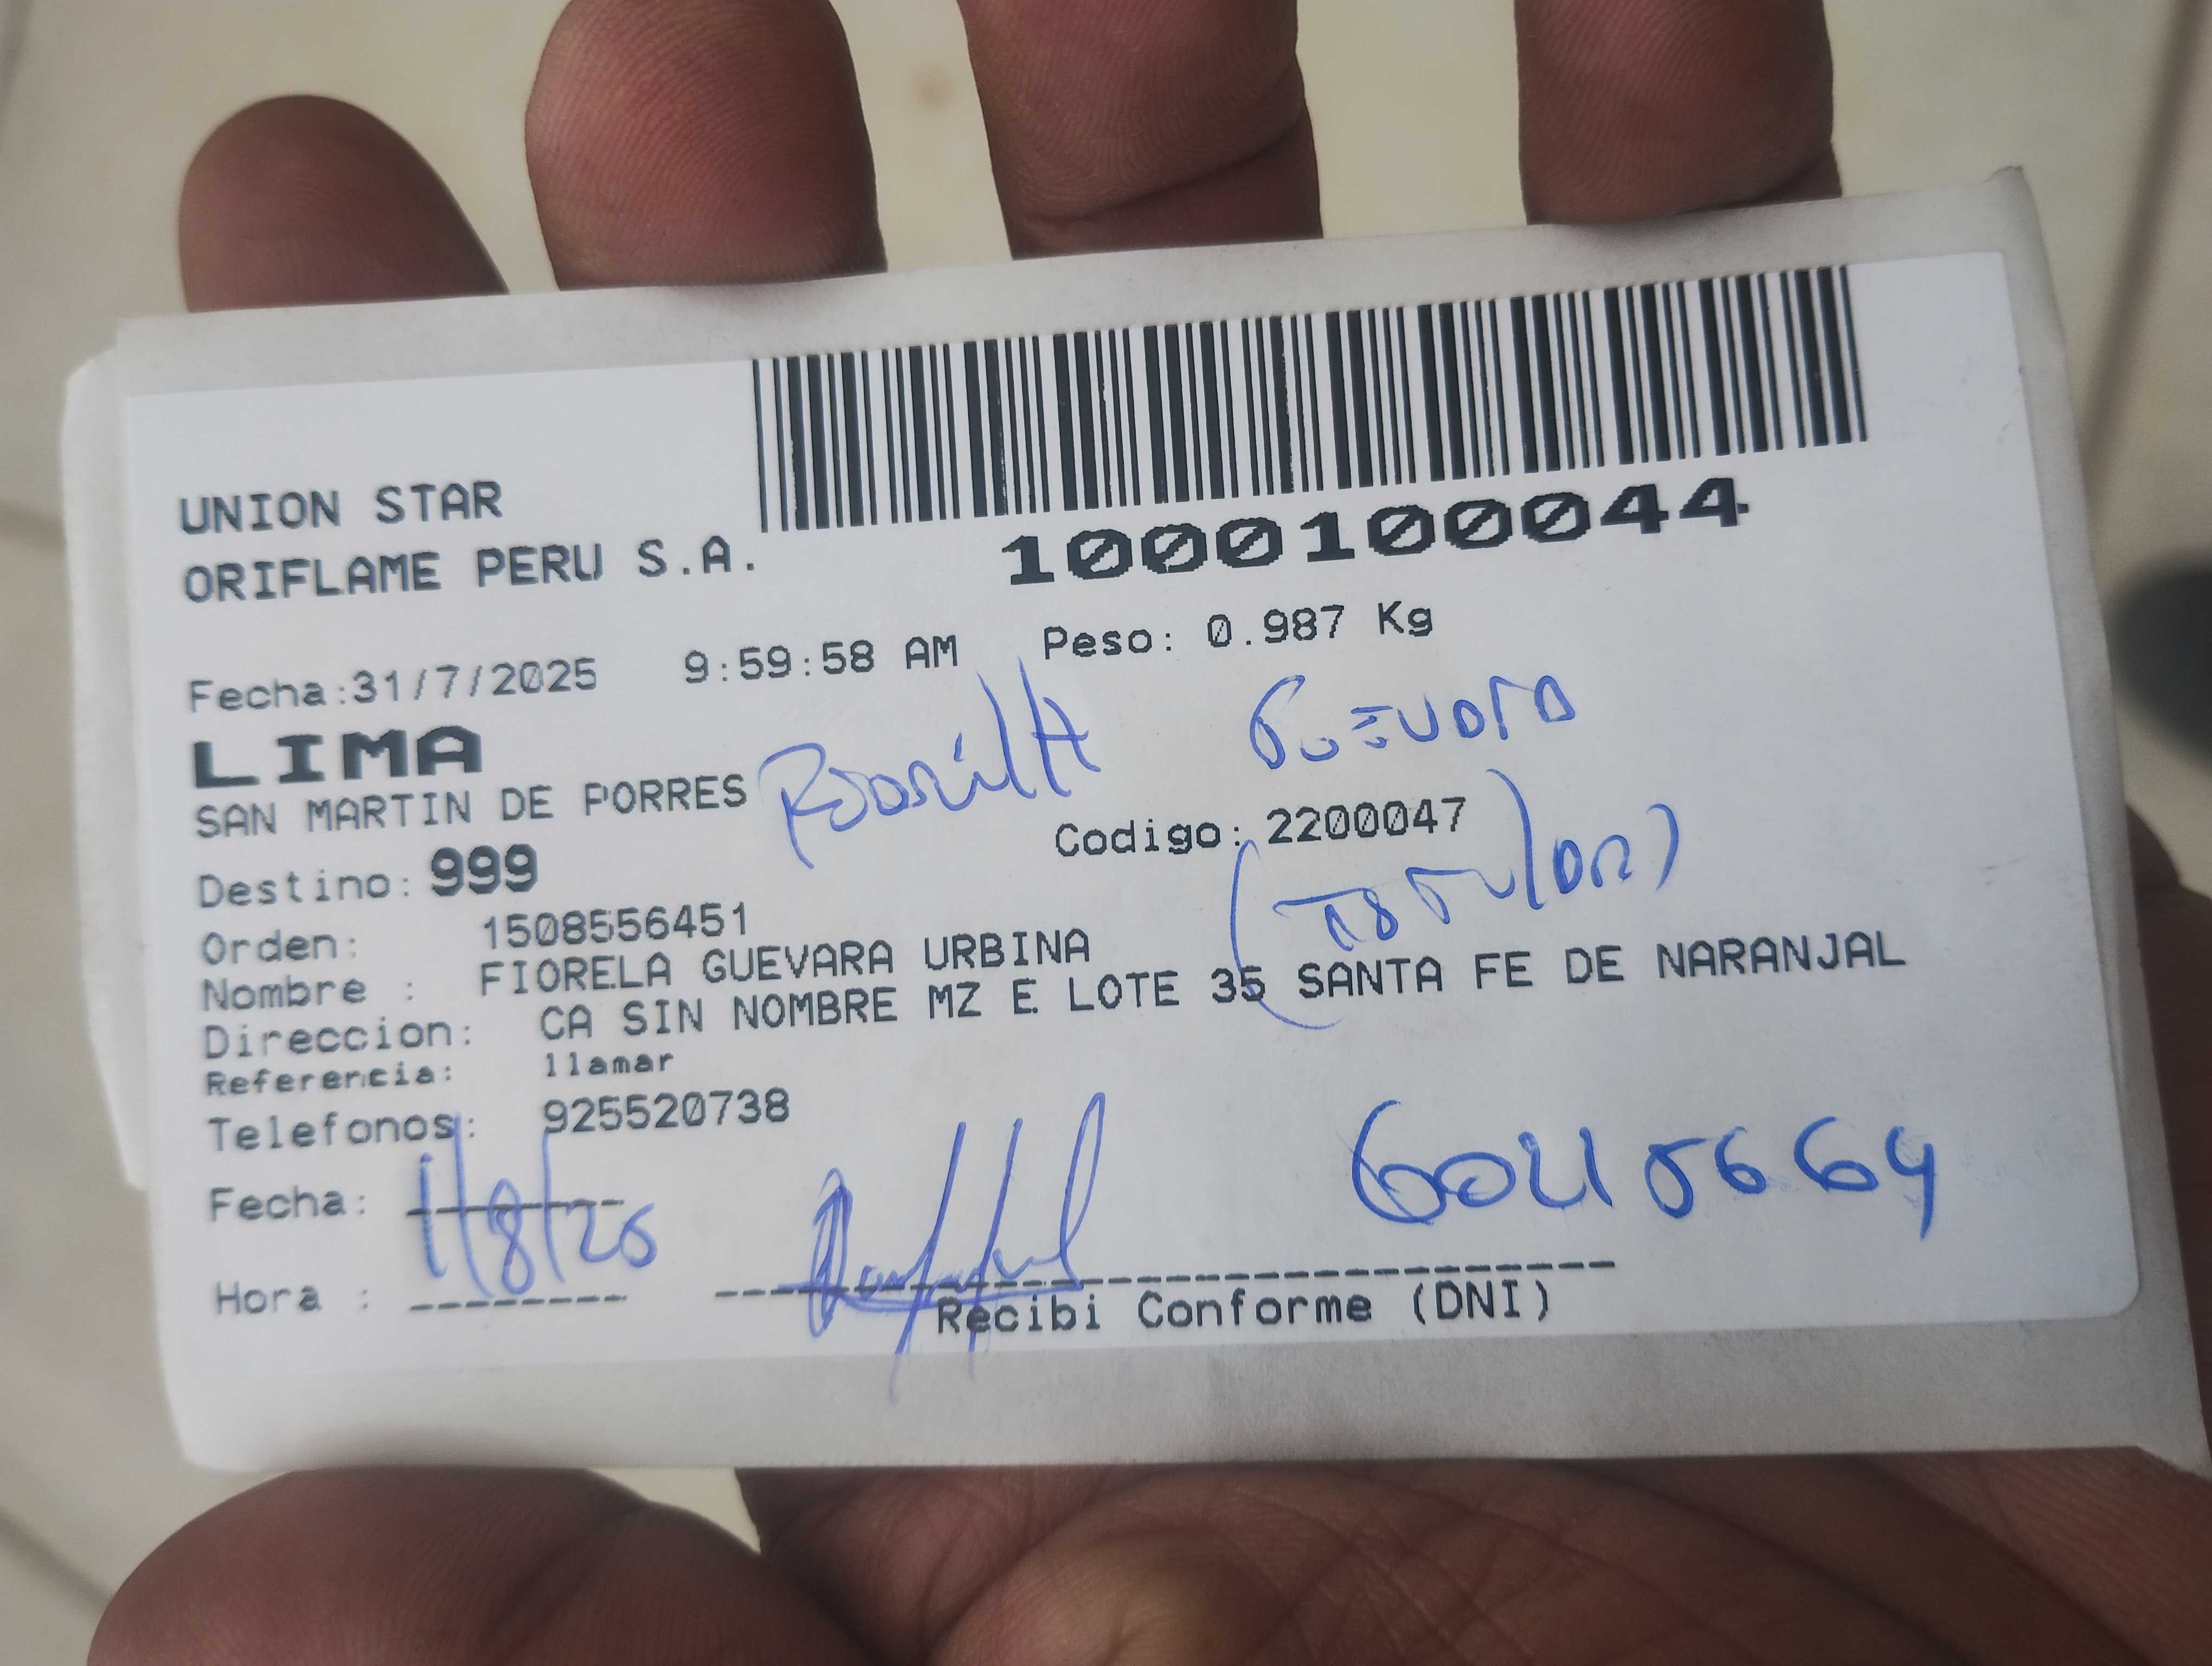 UNION STAR
ORIFLAME PERU S.A.
1000100044
Fecha:31/7/2025 9:59:58 AM Peso: 0.987 Kg
LIMA
SAN MARTIN DE PORRES
Codigo: 2200047
Destino: 999
Orden: 1508556451
Nombre : FIORELA GUEVARA URBINA
Direccion: CA SIN NOMBRE MZ E LOTE 35 SANTA FE DE NARANJAL
Referencia: llamar
Telefonos: 925520738
Fecha: 1/8/25
Hora :
Recibi Conforme (DNI)